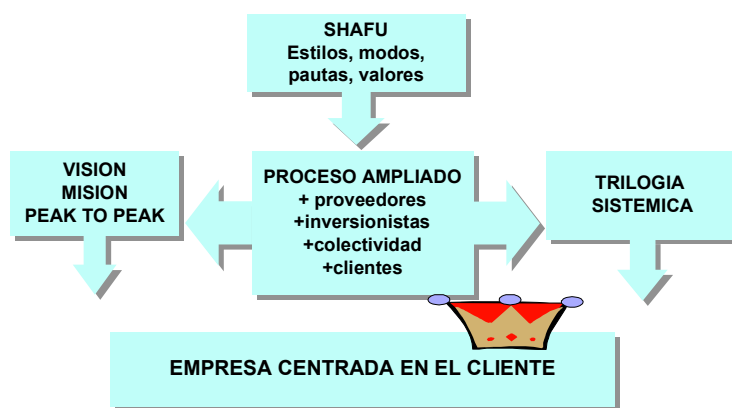 SHAFU
Estilos, modos,
pautas, valores
VISION
MISION
PEAK TO PEAK
PROCESO AMPLIADO
+ proveedores
+inversionistas
+colectividad
+clientes
TRILOGIA
SISTEMICA
EMPRESA CENTRADA EN EL CLIENTE